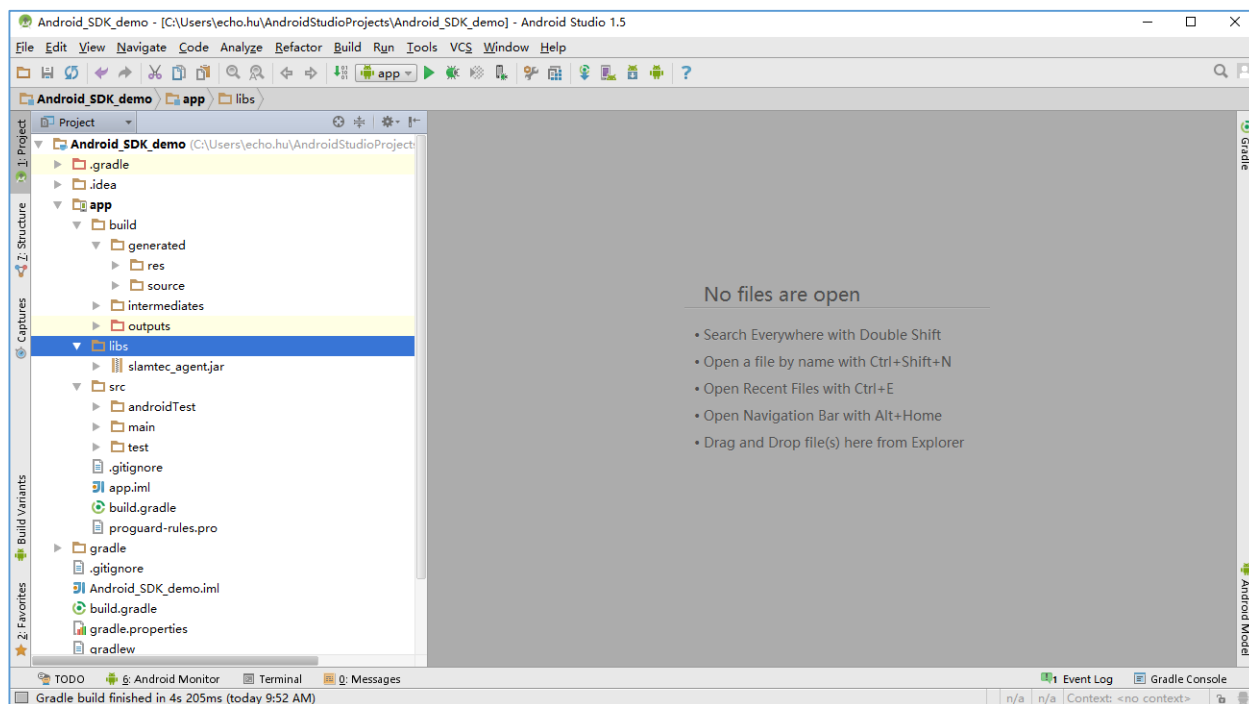 Android_SDK_demo - [C:\Users\echo.hu\AndroidStudioProjects\Android_SDK_demo] - Android Studio 1.5
File Edit View Navigate Code Analyze Refactor Build Run Tools VCS Window Help
app
Android_SDK_demo app libs
1: Project
7: Structure
Captures
Build Variants
2: Favorites
Project
Android_SDK_demo (C:\Users\echo.hu\AndroidStudioProject
.gradle
.idea
app
build
generated
res
source
intermediates
outputs
libs
slamtec_agent.jar
src
androidTest
main
test
.gitignore
app.iml
build.gradle
proguard-rules.pro
gradle
.gitignore
Android_SDK_demo.iml
build.gradle
gradle.properties
gradlew
No files are open
• Search Everywhere with Double Shift
• Open a file by name with Ctrl+Shift+N
• Open Recent Files with Ctrl+E
• Open Navigation Bar with Alt+Home
• Drag and Drop file(s) here from Explorer
Gradle
Android Model
TODO 6: Android Monitor Terminal 0: Messages 1 Event Log Gradle Console
Gradle build finished in 4s 205ms (today 9:52 AM) n/a n/a Context: <no context>